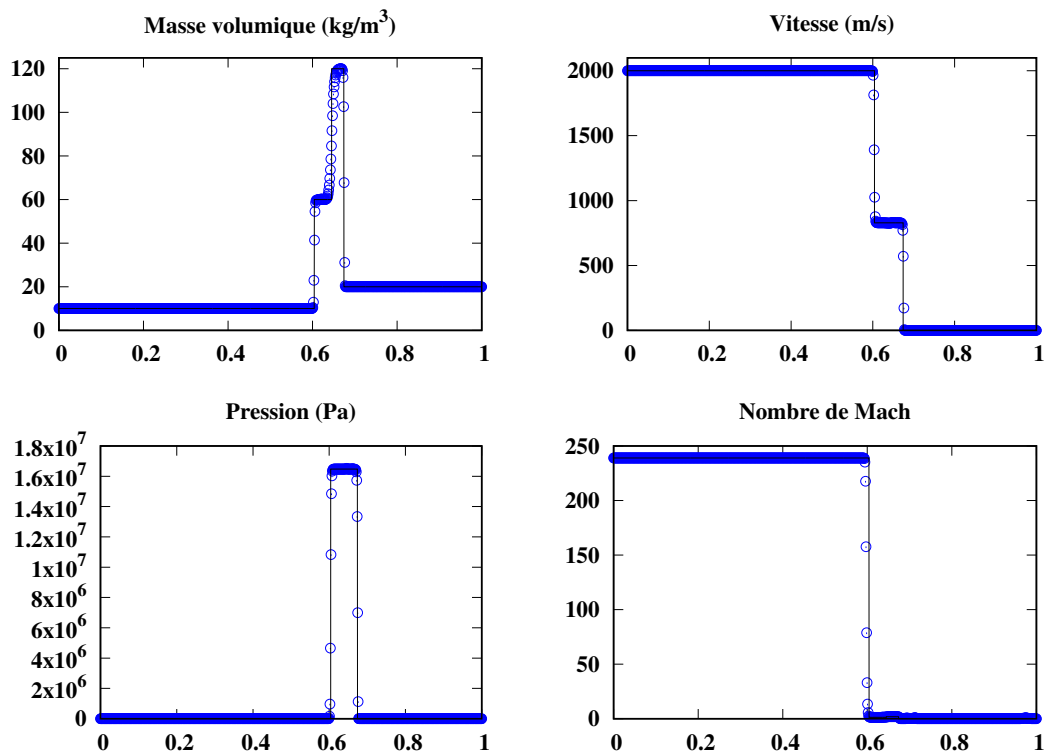 Masse volumique (kg/m³)
120
100
80
60
40
20
0
0 0.2 0.4 0.6 0.8 1
Vitesse (m/s)
2000
1500
1000
500
0
0 0.2 0.4 0.6 0.8 1
Pression (Pa)
1.8x10⁷
1.6x10⁷
1.4x10⁷
1.2x10⁷
1x10⁷
8x10⁶
6x10⁶
4x10⁶
2x10⁶
0
0 0.2 0.4 0.6 0.8 1
Nombre de Mach
250
200
150
100
50
0
0 0.2 0.4 0.6 0.8 1